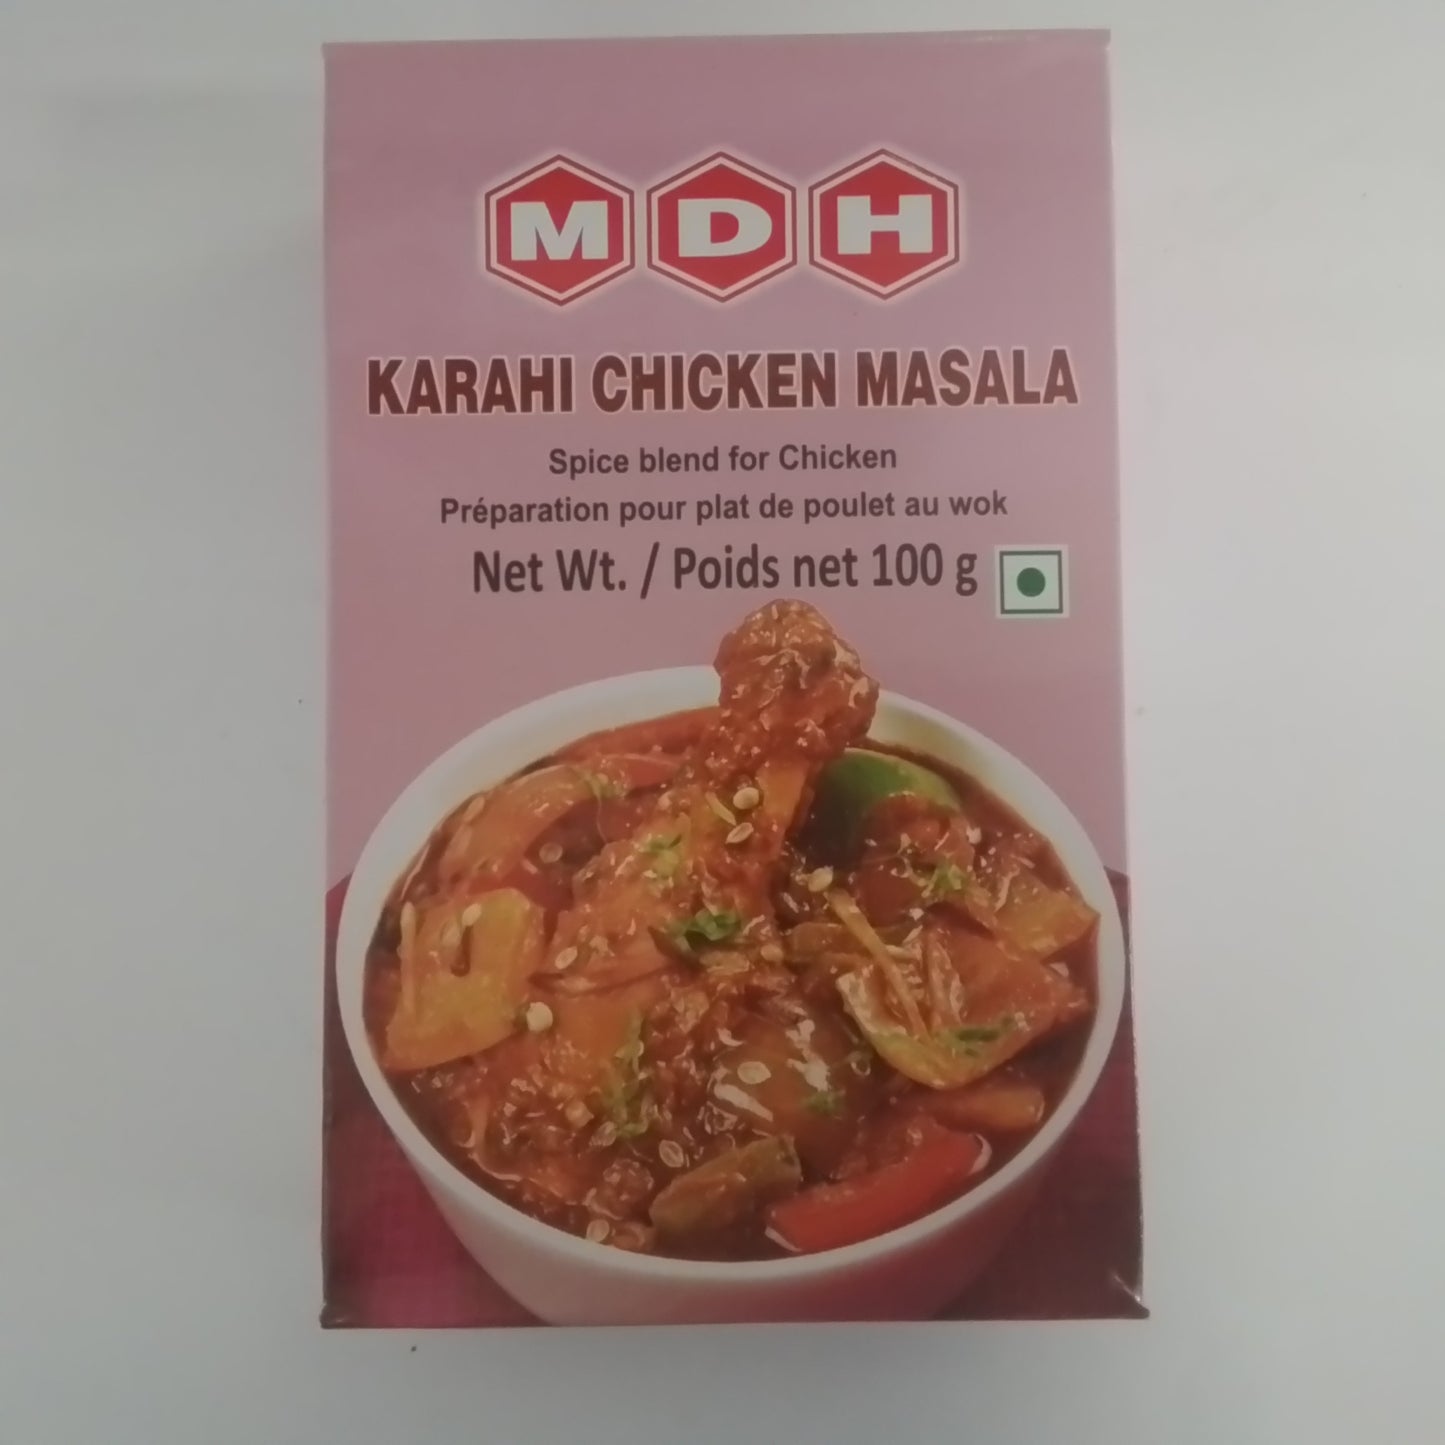 MDH
KARAHI CHICKEN MASALA
Spice blend for Chicken
Préparation pour plat de poulet au wok
Net Wt. / Poids net 100 g